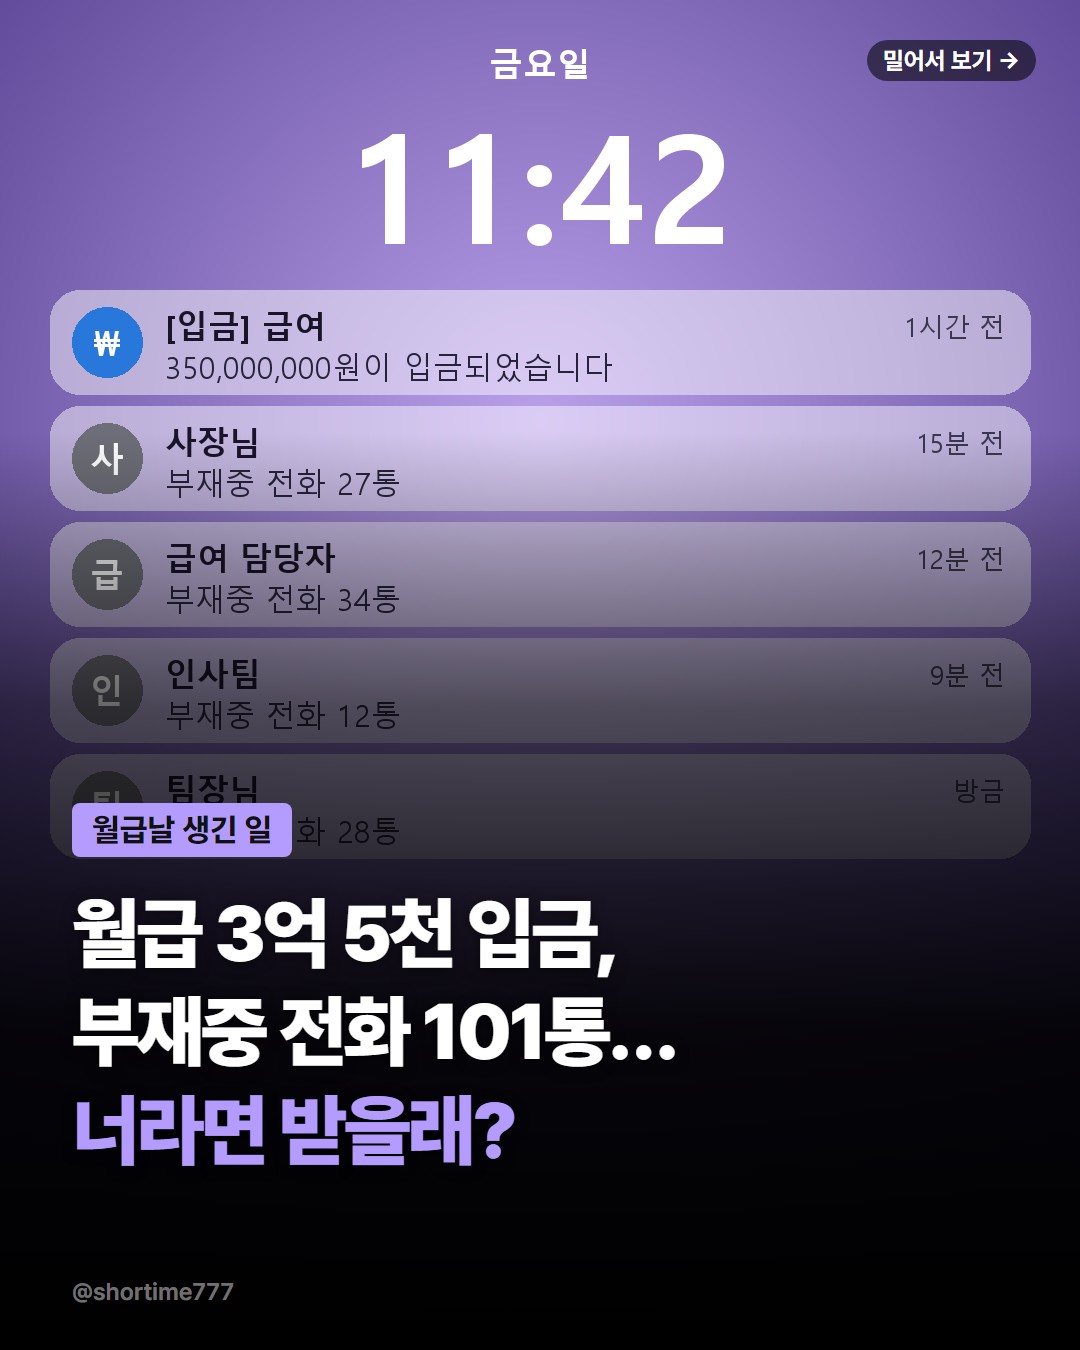 금요일
밀어서 보기 →
11:42
₩
[입금] 급여
1시간 전
350,000,000원이 입금되었습니다
사
사장님
15분 전
부재중 전화 27통
급
급여 담당자
12분 전
부재중 전화 34통
인
인사팀
9분 전
부재중 전화 12통
팀장님
방금
화 28통
월급날 생긴 일
월급 3억 5천 입금,
부재중 전화 101통...
너라면 받을래?
@shortime777